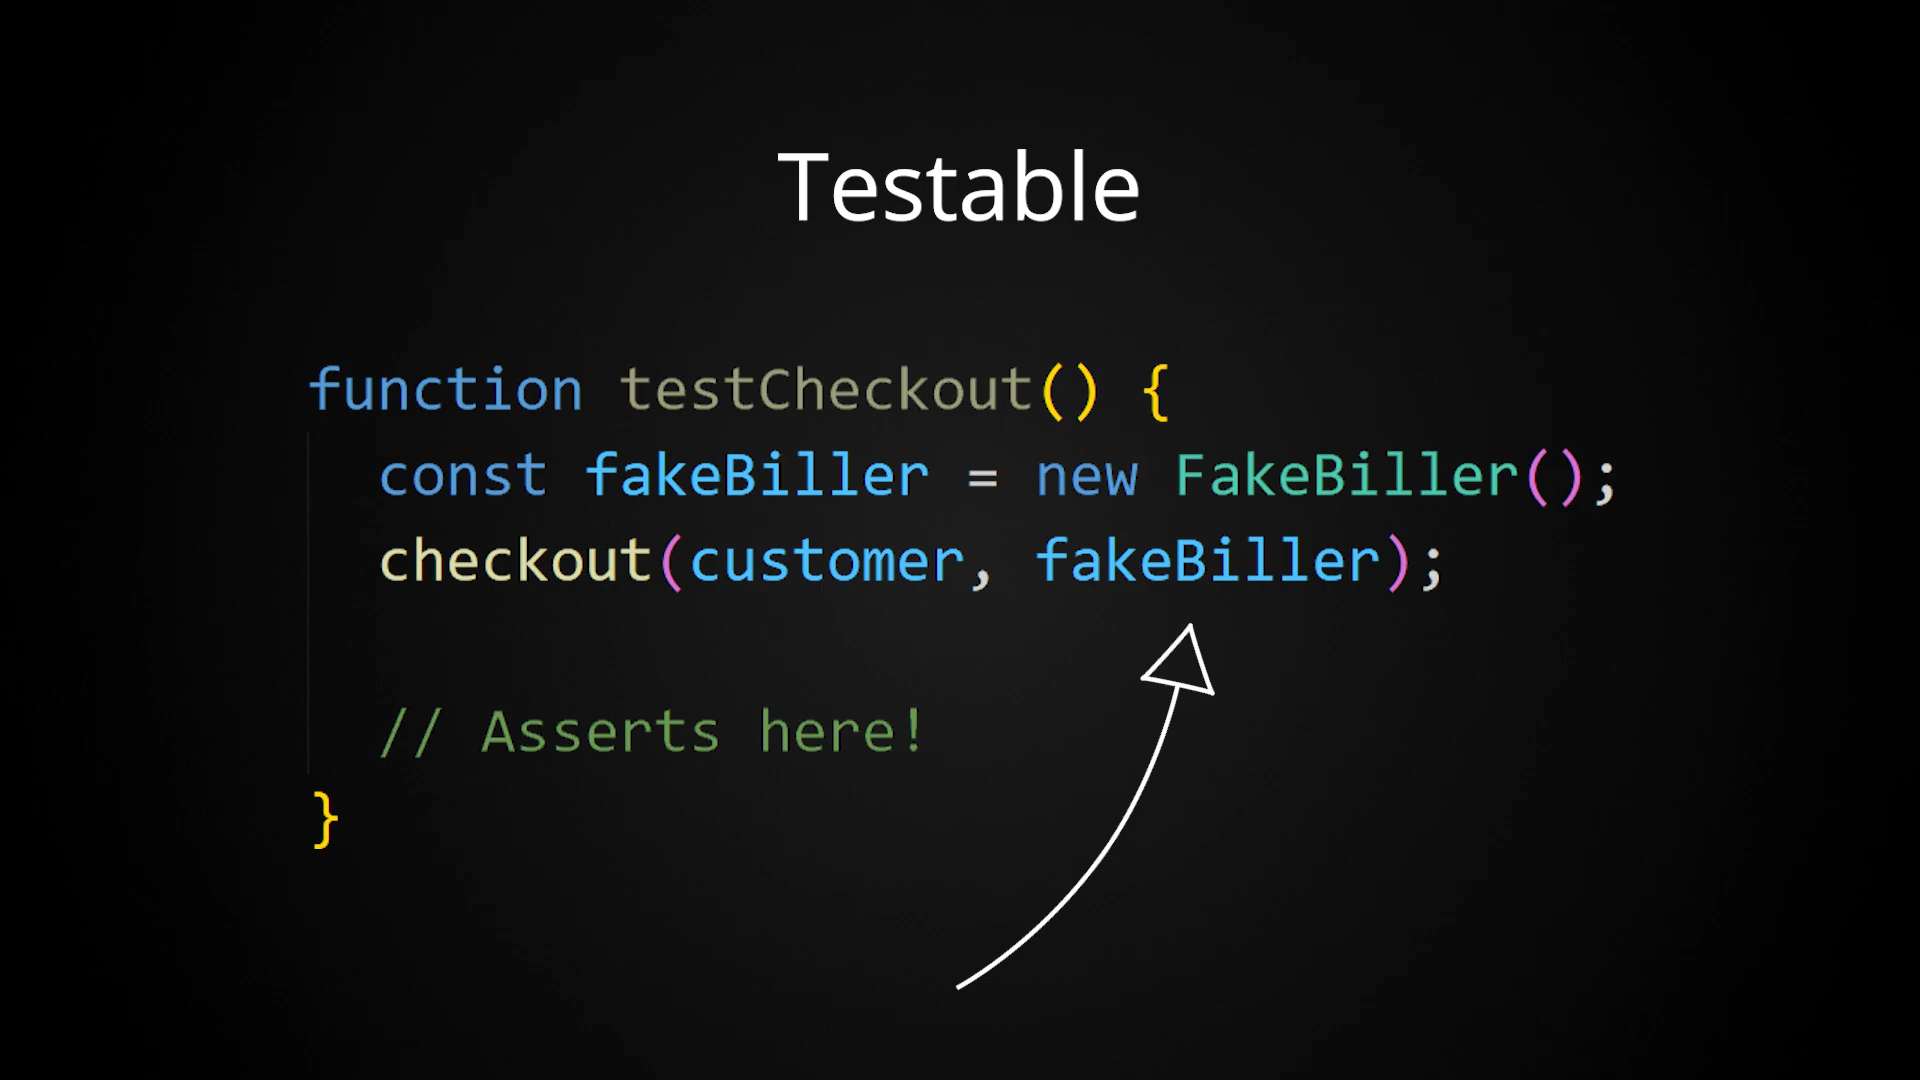 Testable
function testCheckout() {
const fakeBiller = new FakeBiller();
checkout(customer, fakeBiller);
// Asserts here!
}